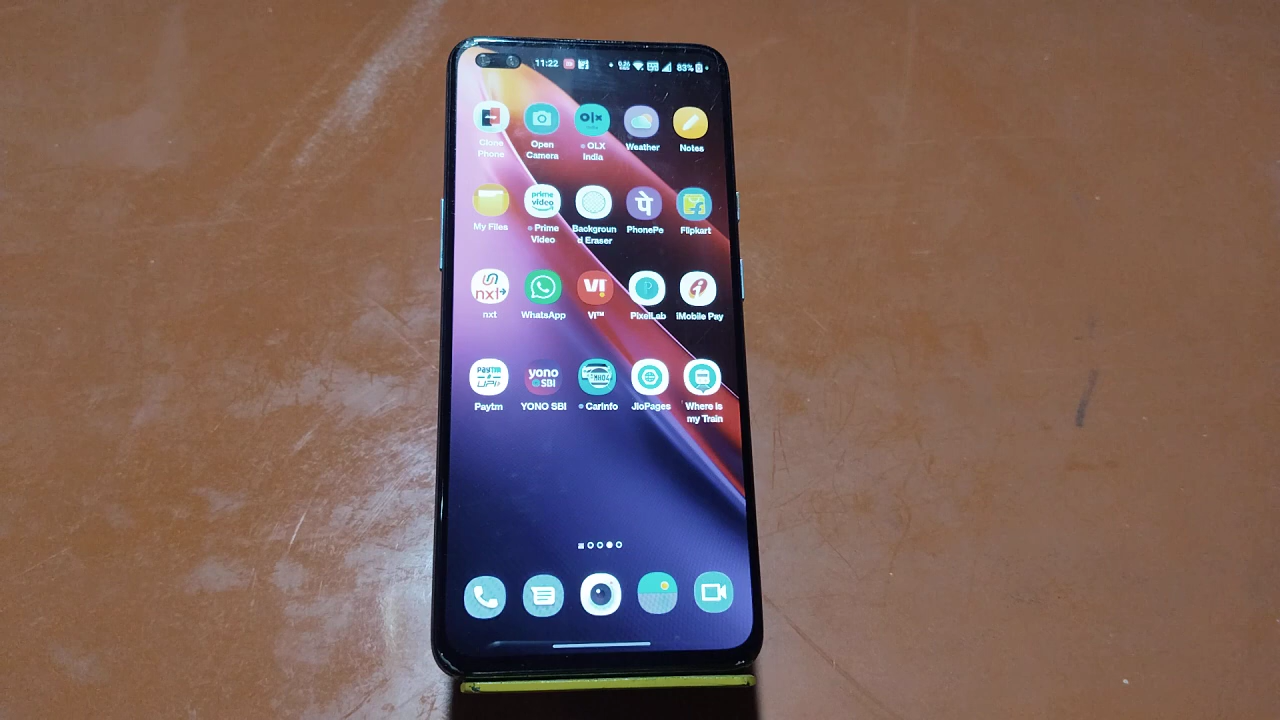 11:22
83%
Clone Phone
Open Camera
OLX India
Weather
Notes
My Files
prime video
Prime Video
Backgroun d Eraser
पे
PhonePe
Flipkart
nxt
nxt
WhatsApp
VI
VI™
PixelLab
iMobile Pay
Paytm
UPI
Paytm
yono
SBI
YONO SBI
CarInfo
JioPages
Where is my Train